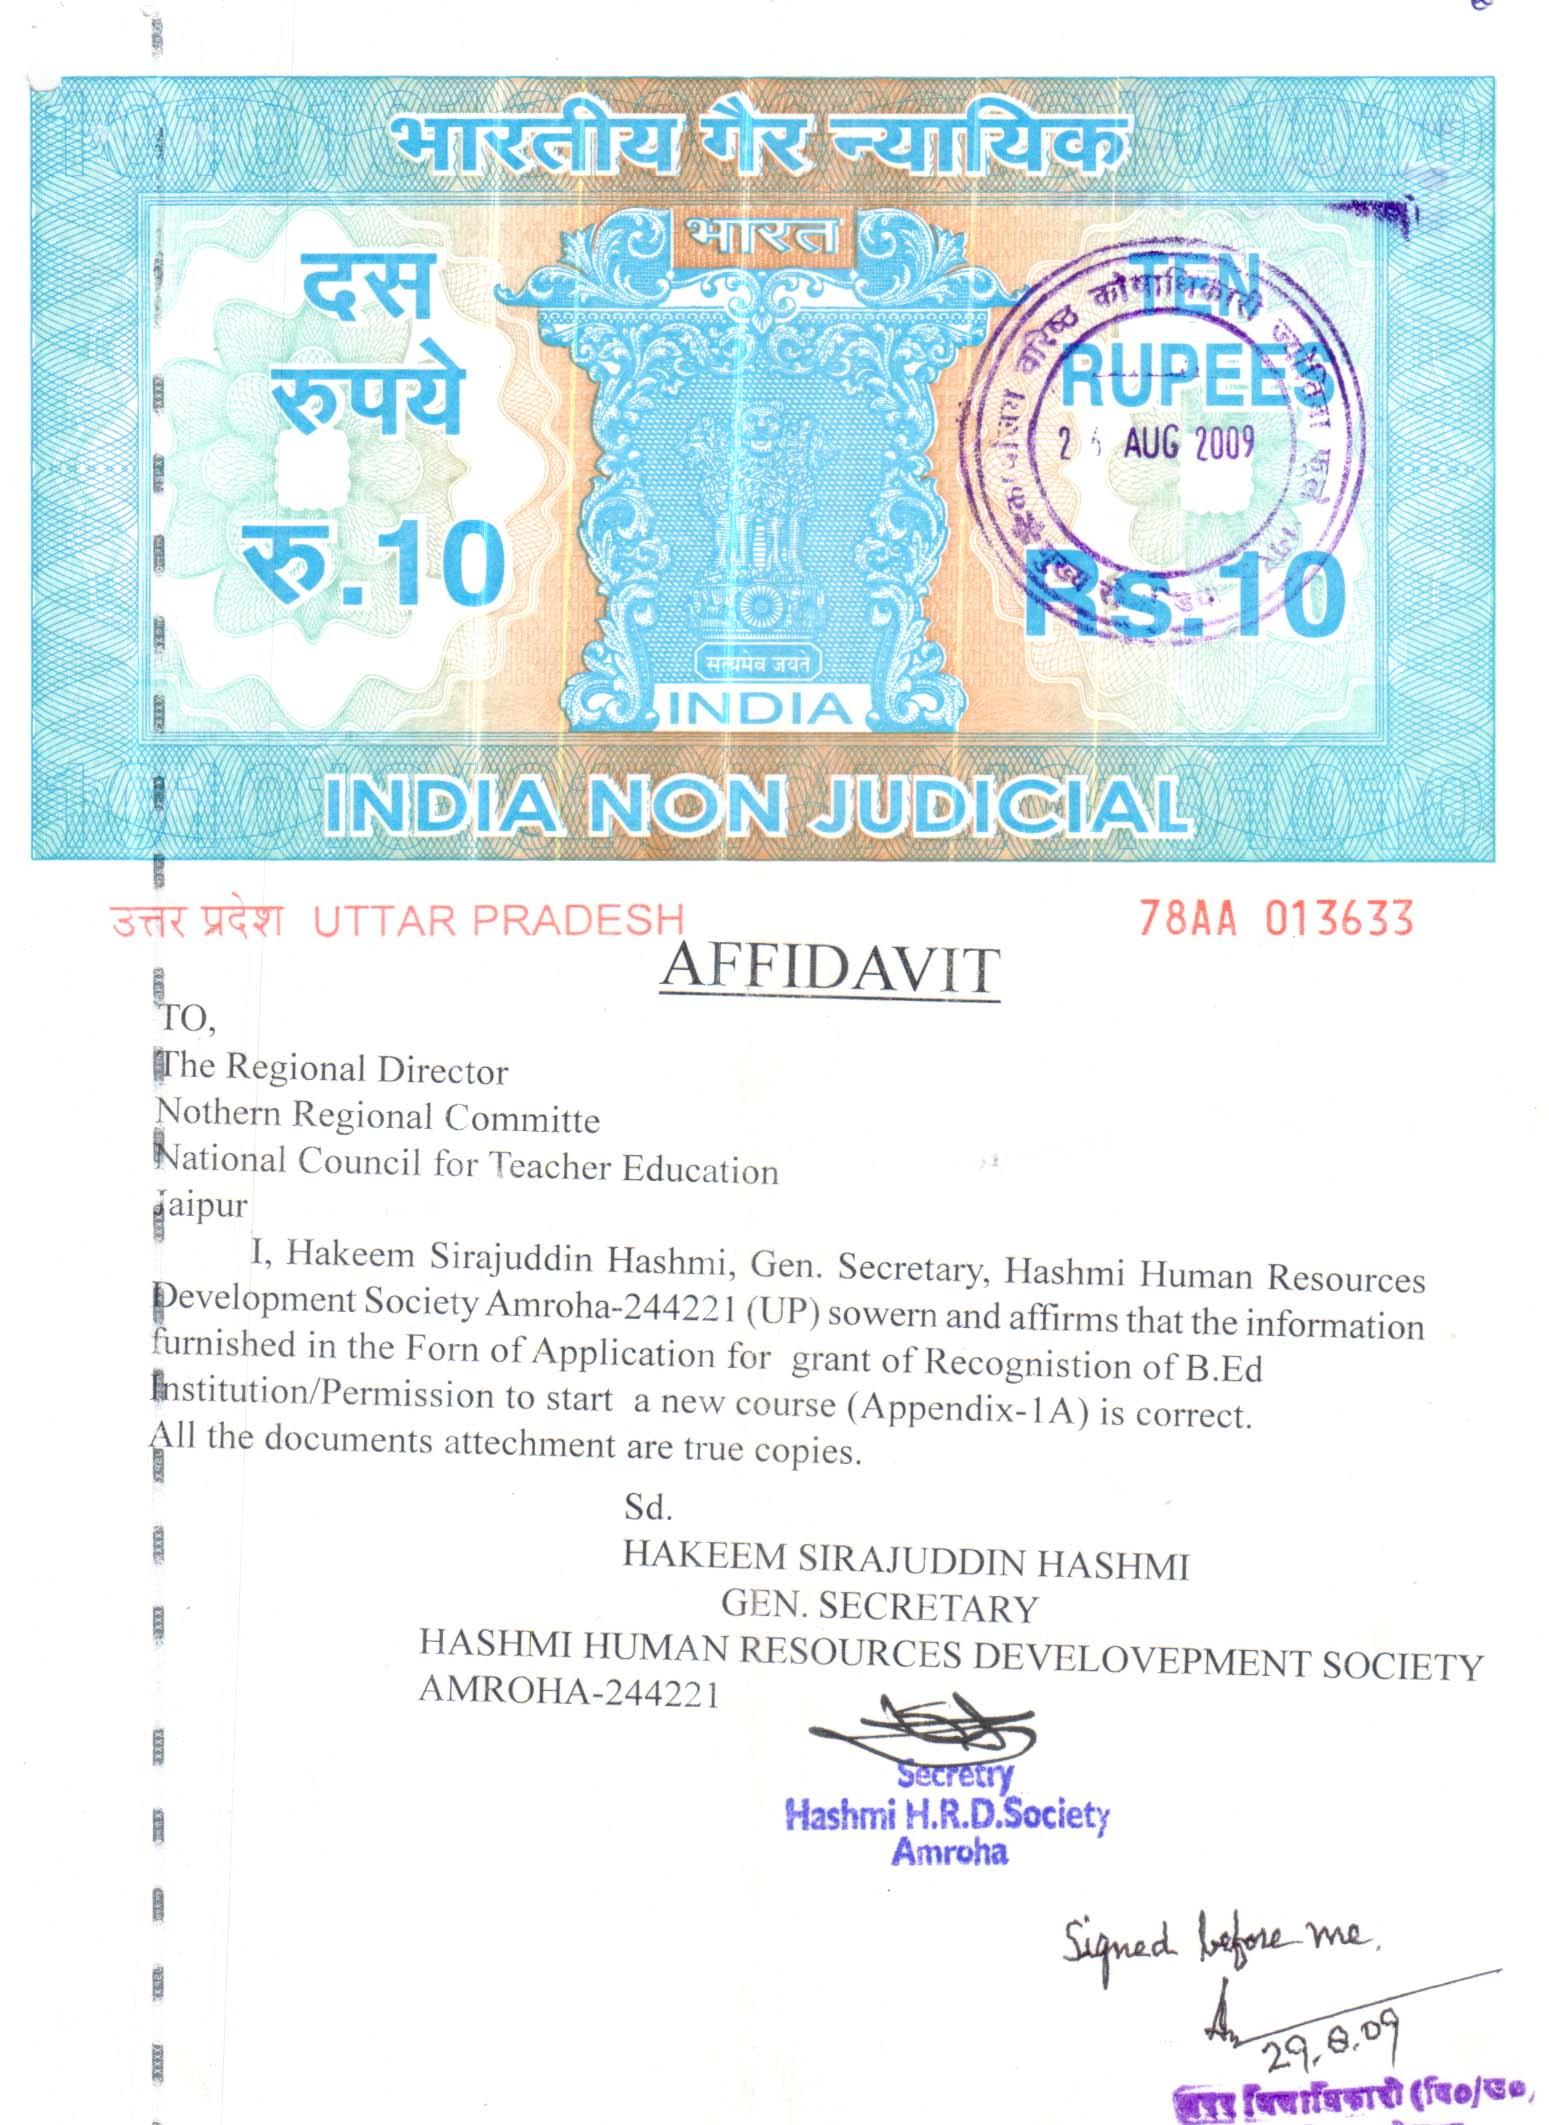 भारतीय गैर न्यायिक
भारत
दस
रुपये
रु.10
TEN
RUPEES
Rs.10
वरिष्ठ कोषाधिकारी
AUG 2009
सत्यमेव जयते
INDIA
INDIA NON JUDICIAL
उत्तर प्रदेश UTTAR PRADESH
78AA 013633
AFFIDAVIT
TO,
The Regional Director
Nothern Regional Committe
National Council for Teacher Education
Jaipur
I, Hakeem Sirajuddin Hashmi, Gen. Secretary, Hashmi Human Resources
Development Society Amroha-244221 (UP) sowern and affirms that the information
furnished in the Forn of Application for grant of Recognistion of B.Ed
Institution/Permission to start a new course (Appendix-1A) is correct.
All the documents attechment are true copies.
Sd.
HAKEEM SIRAJUDDIN HASHMI
GEN. SECRETARY
HASHMI HUMAN RESOURCES DEVELOVEPMENT SOCIETY
AMROHA-244221
Secretry
Hashmi H.R.D.Society
Amroha
Signed before me.
29.8.09